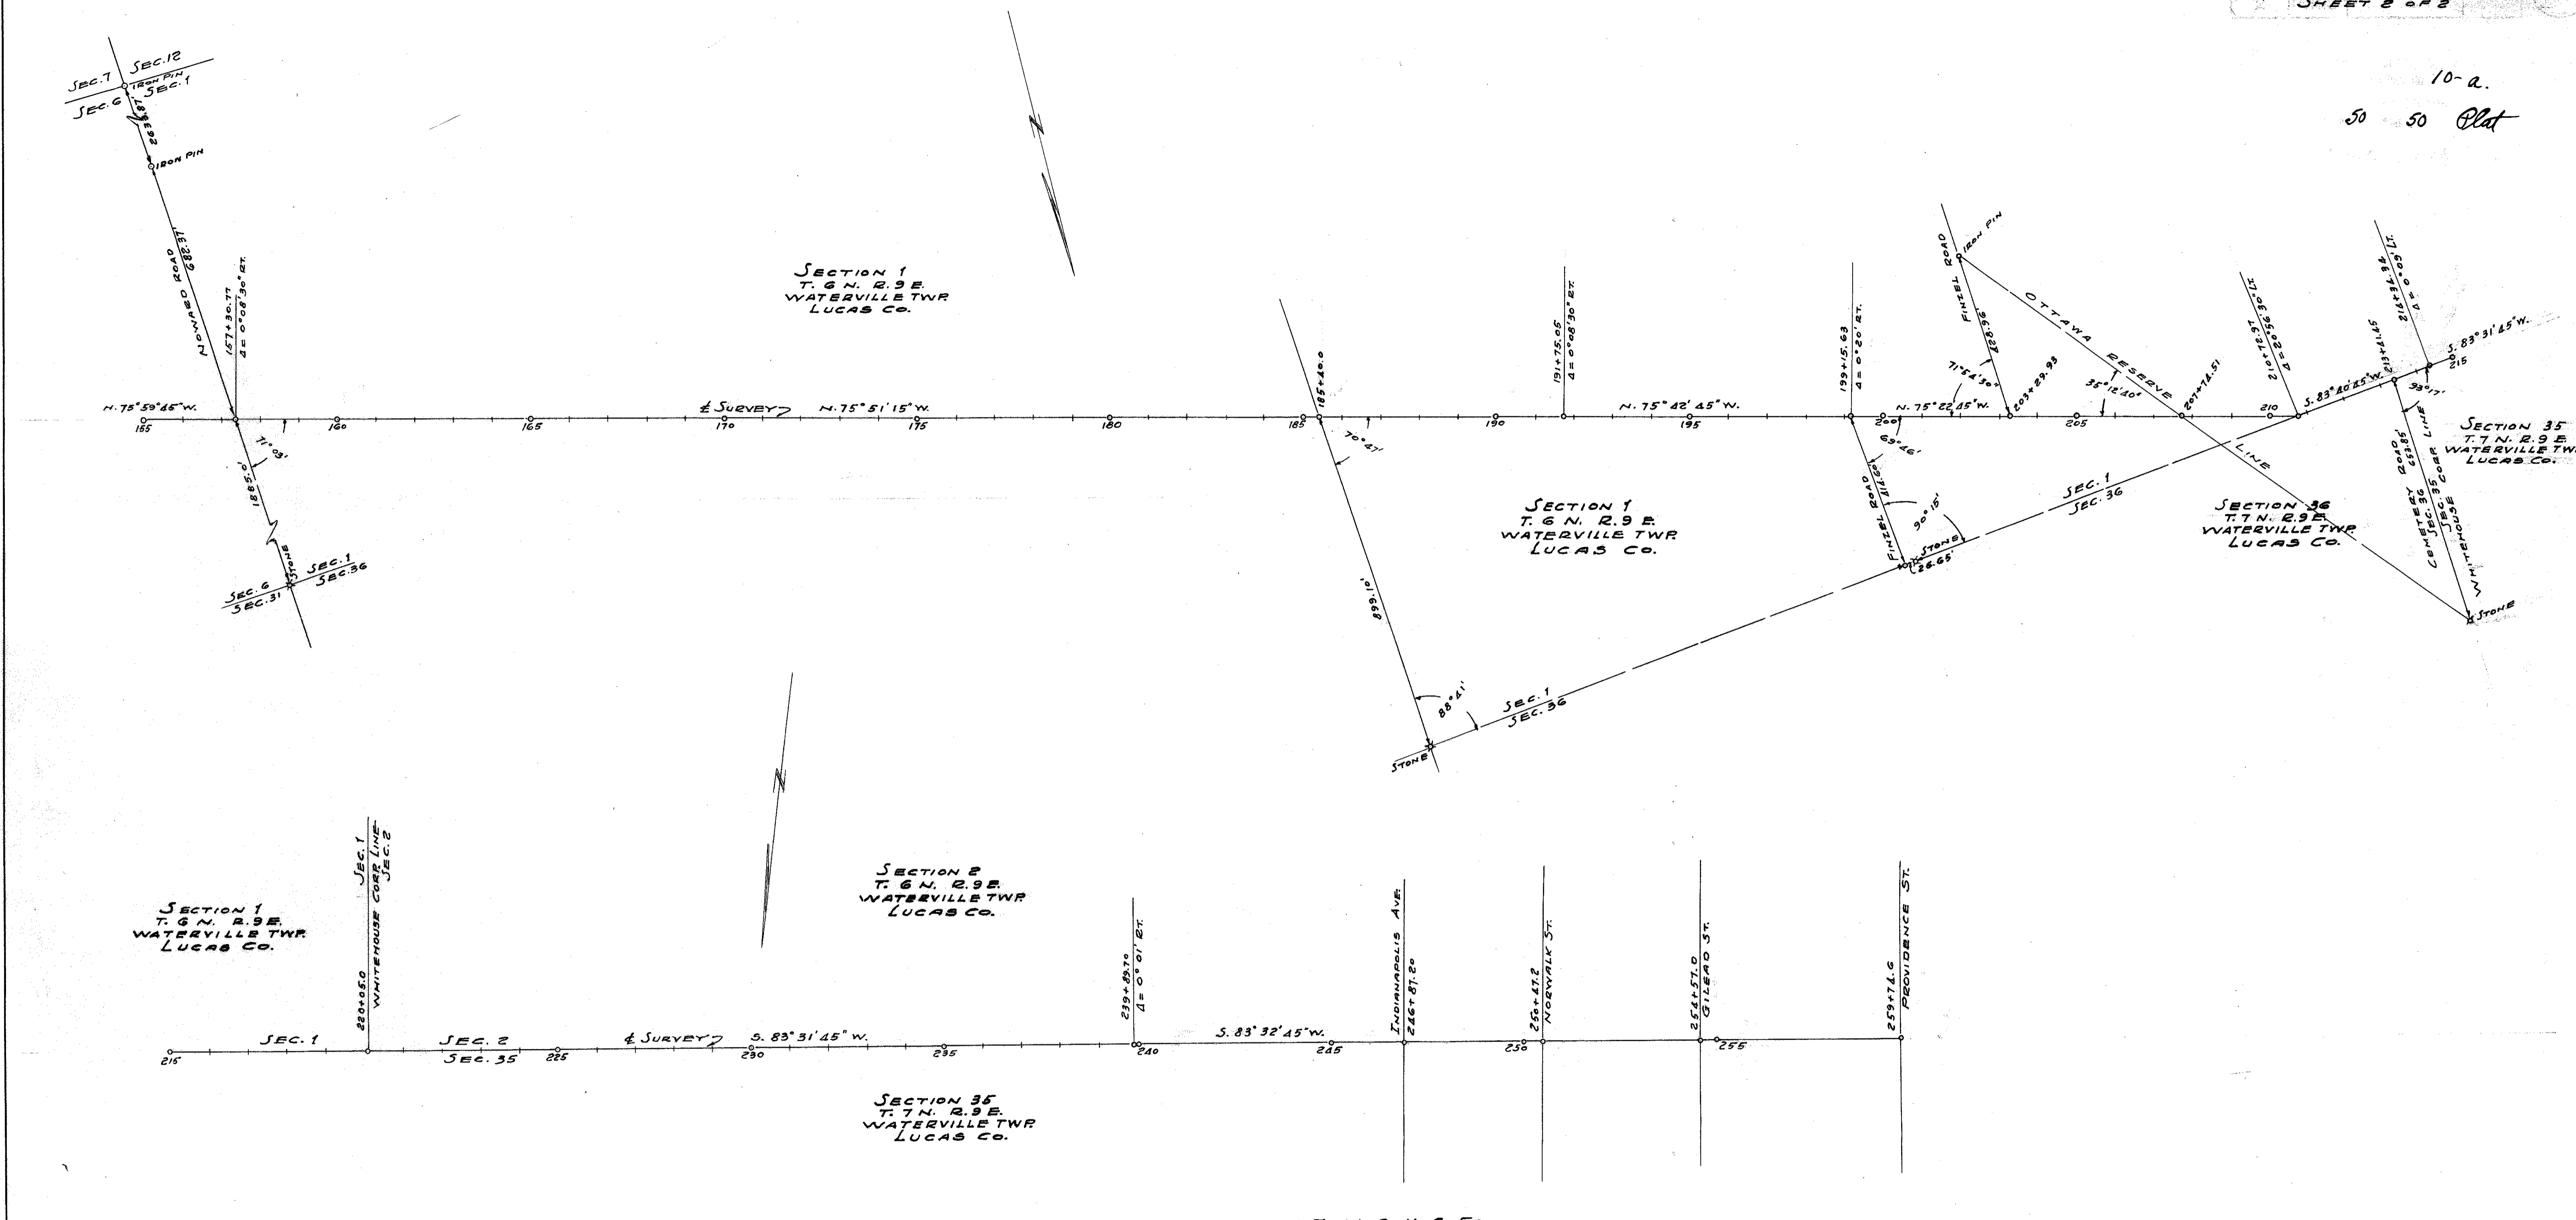 SHEET 2 OF 2
10-a.
50 50 Plat
SEC. 7
SEC. 12
IRON PIN
SEC. 6
SEC. 1
2638.87'
IRON PIN
NOWARD ROAD
682.37'
157+30.77
Δ = 0°08'30" RT.
SECTION 1
T. 6 N. R. 9 E.
WATERVILLE TWP.
LUCAS CO.
N
185+40.0
191+75.05
Δ = 0°08'30" RT.
199+15.63
Δ = 0°20' RT.
FINZEL ROAD
IRON PIN
428.96'
71°54'30"
203+29.93
OTTAWA RESERVE LINE
35°12'40"
207+74.51
210+72.97
Δ = 20°56'30" LT.
213+41.45
214+34.34
Δ = 0°09' LT.
S. 83°40'45" W.
S. 83°31'45" W.
215
93°17'
N. 75°59'45" W.
℄ SURVEY
N. 75°51'15" W.
N. 75°42'45" W.
N. 75°22'45" W.
155
160
165
170
175
180
185
190
195
200
205
210
71°03'
1885.0'
STONE
SEC. 6
SEC. 1
SEC. 31
SEC. 36
70°47'
899.10'
88°41'
STONE
SEC. 1
SEC. 36
SECTION 1
T. 6 N. R. 9 E.
WATERVILLE TWP.
LUCAS CO.
69°46'
FINZEL ROAD
414.60'
90°15'
STONE
26.65'
SEC. 1
SEC. 36
SECTION 36
T. 7 N. R. 9 E.
WATERVILLE TWP.
LUCAS CO.
CEMETERY ROAD
653.85'
SEC. 36
SEC. 35
WHITEHOUSE CORP. LINE
STONE
SECTION 35
T. 7 N. R. 9 E.
WATERVILLE TW
LUCAS CO.
SECTION 1
T. 6 N. R. 9 E.
WATERVILLE TWP.
LUCAS CO.
220+05.0
SEC. 1
WHITEHOUSE CORP. LINE
SEC. 2
N
SECTION 2
T. 6 N. R. 9 E.
WATERVILLE TWP.
LUCAS CO.
239+89.70
Δ = 0°01' RT.
INDIANAPOLIS AVE.
246+87.20
250+47.2
NORWALK ST.
254+57.0
GILEAD ST.
259+74.6
PROVIDENCE ST.
SEC. 1
SEC. 2
SEC. 35
℄ SURVEY
S. 83°31'45" W.
S. 83°32'45" W.
215
225
230
235
240
245
250
255
SECTION 35
T. 7 N. R. 9 E.
WATERVILLE TWP.
LUCAS CO.